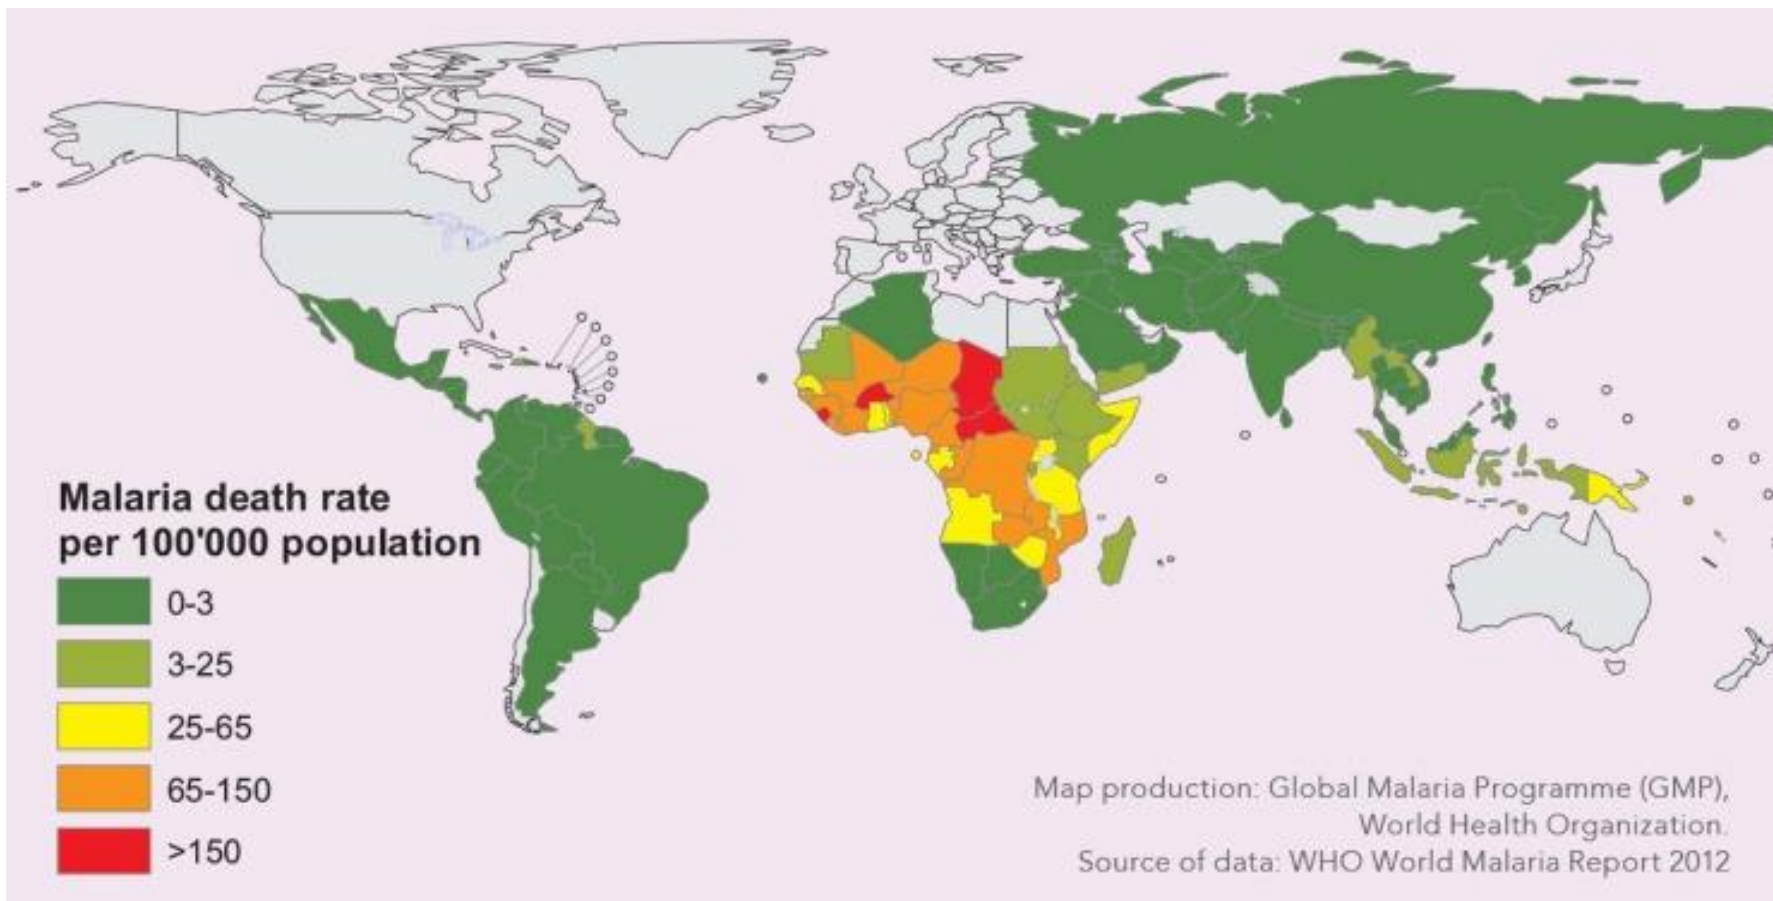 Malaria death rate
per 100'000 population
0-3
3-25
25-65
65-150
>150
Map production: Global Malaria Programme (GMP),
World Health Organization.
Source of data: WHO World Malaria Report 2012